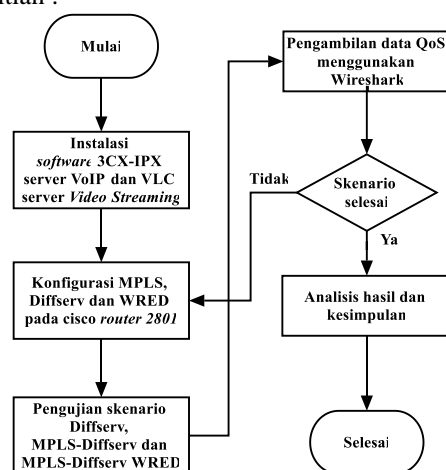 Mulai
Instalasi
software 3CX-IPX
server VoIP dan VLC
server Video Streaming
Konfigurasi MPLS,
Diffserv dan WRED
pada cisco router 2801
Pengujian skenario
Diffserv,
MPLS-Diffserv dan
MPLS-Diffserv WRED
Pengambilan data QoS
menggunakan
Wireshark
Tidak
Skenario
selesai
Ya
Analisis hasil dan
kesimpulan
Selesai